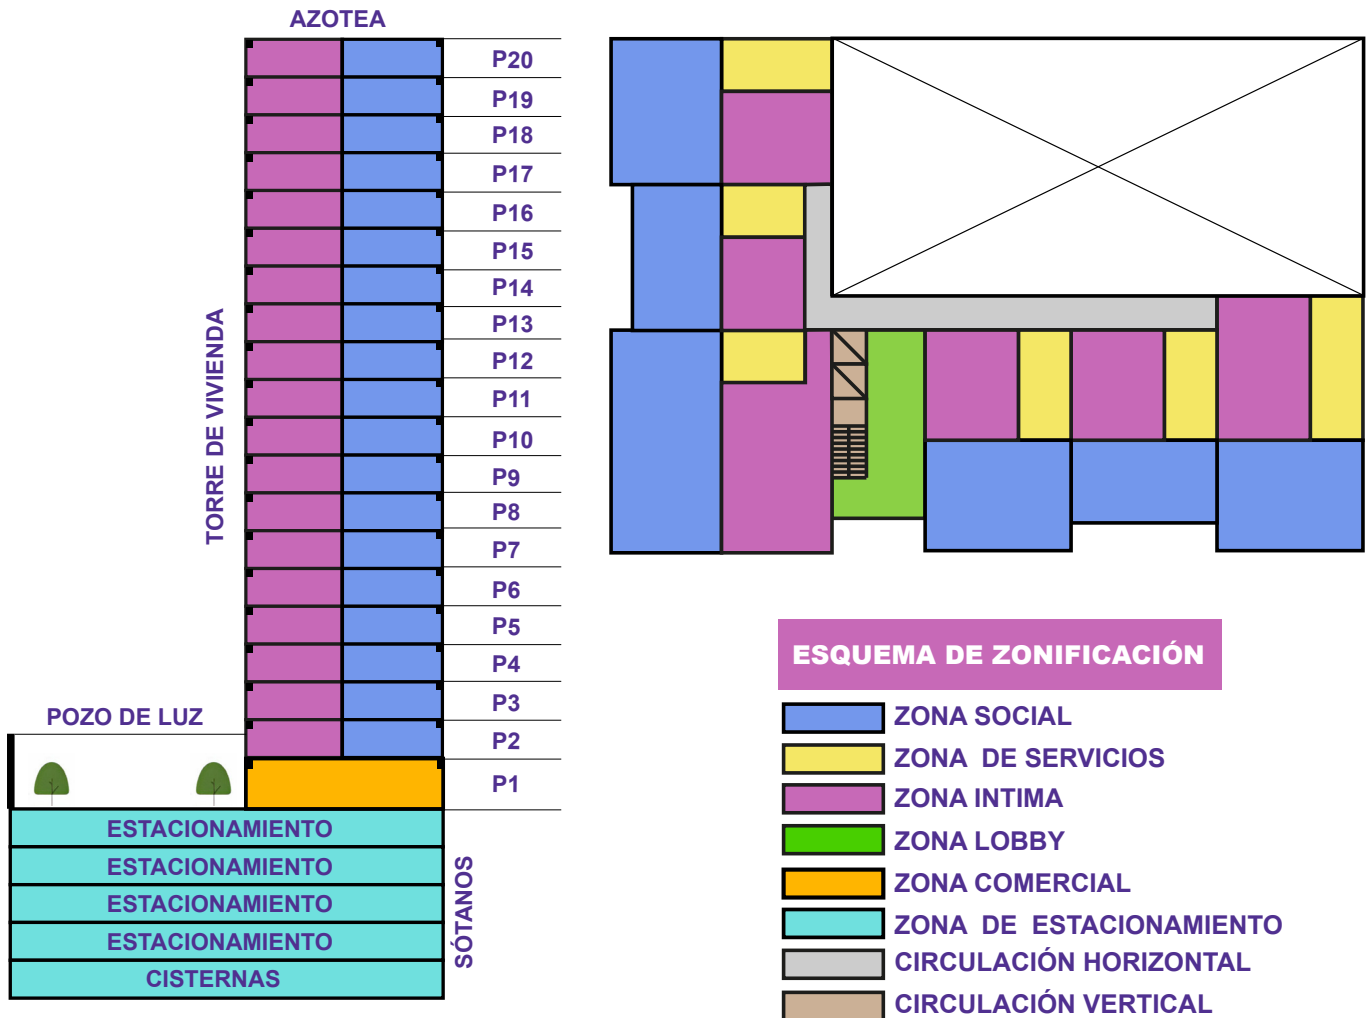 AZOTEA
P20
P19
P18
P17
P16
P15
P14
P13
P12
P11
P10
P9
P8
P7
P6
P5
P4
P3
P2
P1
TORRE DE VIVIENDA
POZO DE LUZ
ESTACIONAMIENTO
ESTACIONAMIENTO
ESTACIONAMIENTO
ESTACIONAMIENTO
CISTERNAS
SÓTANOS
ESQUEMA DE ZONIFICACIÓN
ZONA SOCIAL
ZONA DE SERVICIOS
ZONA INTIMA
ZONA LOBBY
ZONA COMERCIAL
ZONA DE ESTACIONAMIENTO
CIRCULACIÓN HORIZONTAL
CIRCULACIÓN VERTICAL